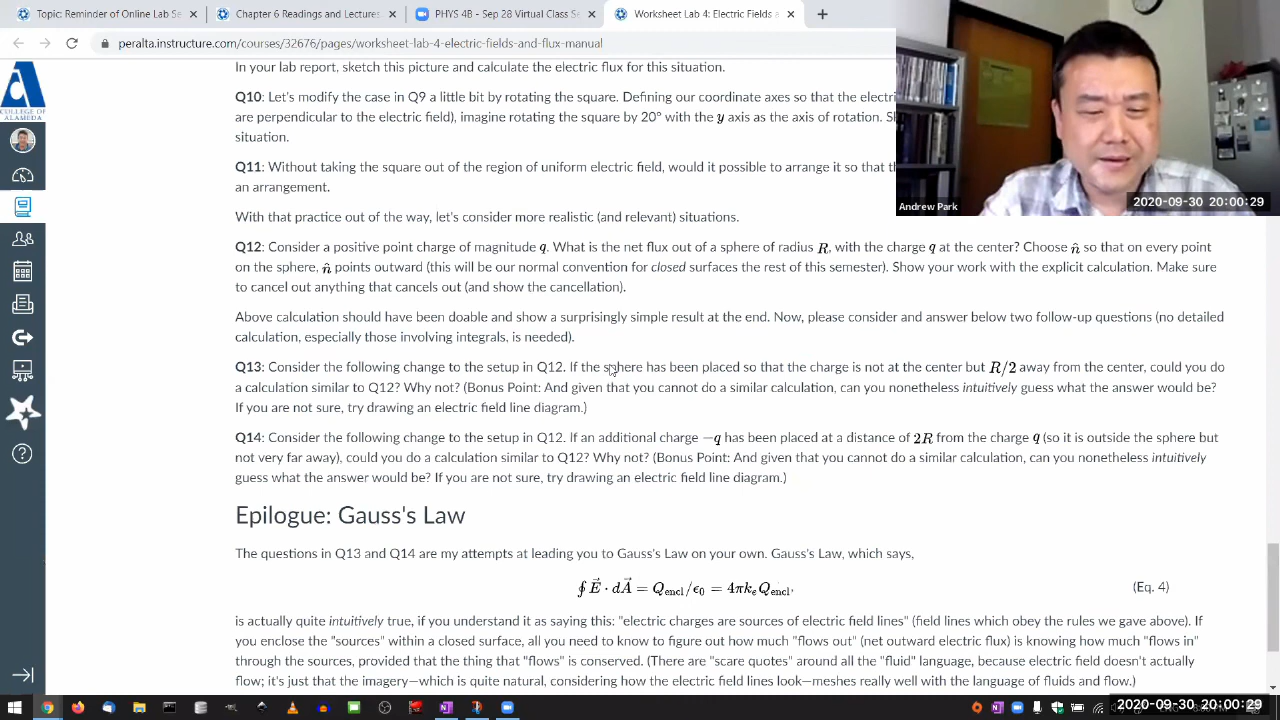 peralta.instructure.com/courses/32676/pages/worksheet-lab-4-electric-fields-and-flux-manual
COLLEGE OF
ALAMEDA
In your lab report, sketch this picture and calculate the electric flux for this situation.
Q10: Let's modify the case in Q9 a little bit by rotating the square. Defining our coordinate axes so that the electri
are perpendicular to the electric field), imagine rotating the square by 20° with the y axis as the axis of rotation. S
situation.
Q11: Without taking the square out of the region of uniform electric field, would it possible to arrange it so that th
an arrangement.
With that practice out of the way, let's consider more realistic (and relevant) situations.
Q12: Consider a positive point charge of magnitude q. What is the net flux out of a sphere of radius R, with the charge q at the center? Choose n̂ so that on every point
on the sphere, n̂ points outward (this will be our normal convention for closed surfaces the rest of this semester). Show your work with the explicit calculation. Make sure
to cancel out anything that cancels out (and show the cancellation).
Above calculation should have been doable and show a surprisingly simple result at the end. Now, please consider and answer below two follow-up questions (no detailed
calculation, especially those involving integrals, is needed).
Q13: Consider the following change to the setup in Q12. If the sphere has been placed so that the charge is not at the center but R/2 away from the center, could you do
a calculation similar to Q12? Why not? (Bonus Point: And given that you cannot do a similar calculation, can you nonetheless intuitively guess what the answer would be?
If you are not sure, try drawing an electric field line diagram.)
Q14: Consider the following change to the setup in Q12. If an additional charge −q has been placed at a distance of 2R from the charge q (so it is outside the sphere but
not very far away), could you do a calculation similar to Q12? Why not? (Bonus Point: And given that you cannot do a similar calculation, can you nonetheless intuitively
guess what the answer would be? If you are not sure, try drawing an electric field line diagram.)
Epilogue: Gauss's Law
The questions in Q13 and Q14 are my attempts at leading you to Gauss's Law on your own. Gauss's Law, which says,
∮ E⃗ · dA⃗ = Q_encl/ϵ₀ = 4πk_e Q_encl, (Eq. 4)
is actually quite intuitively true, if you understand it as saying this: "electric charges are sources of electric field lines" (field lines which obey the rules we gave above). If
you enclose the "sources" within a closed surface, all you need to know to figure out how much "flows out" (net outward electric flux) is knowing how much "flows in"
through the sources, provided that the thing that "flows" is conserved. (There are "scare quotes" around all the "fluid" language, because electric field doesn't actually
flow; it's just that the imagery—which is quite natural, considering how the electric field lines look—meshes really well with the language of fluids and flow.)
Andrew Park
2020-09-30 20:00:29
2020-09-30 20:00:29